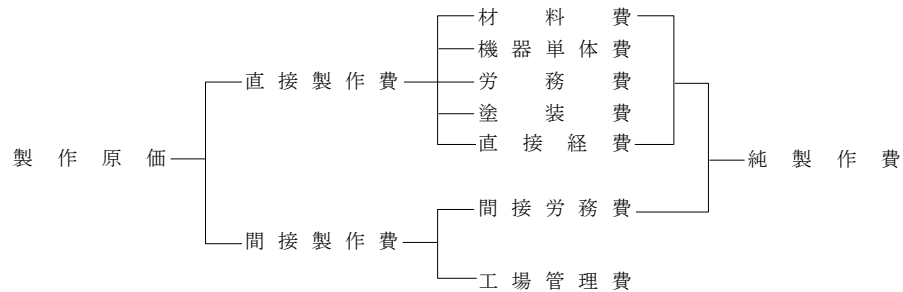 材料費
機器単体費
直接製作費
労務費
塗装費
直接経費
製作原価
純製作費
間接労務費
間接製作費
工場管理費